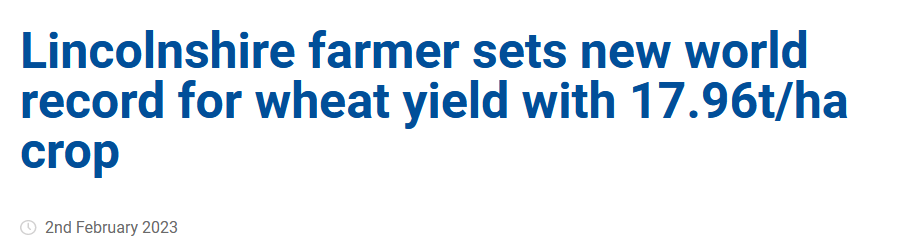 Lincolnshire farmer sets new world
record for wheat yield with 17.96t/ha
crop
2nd February 2023